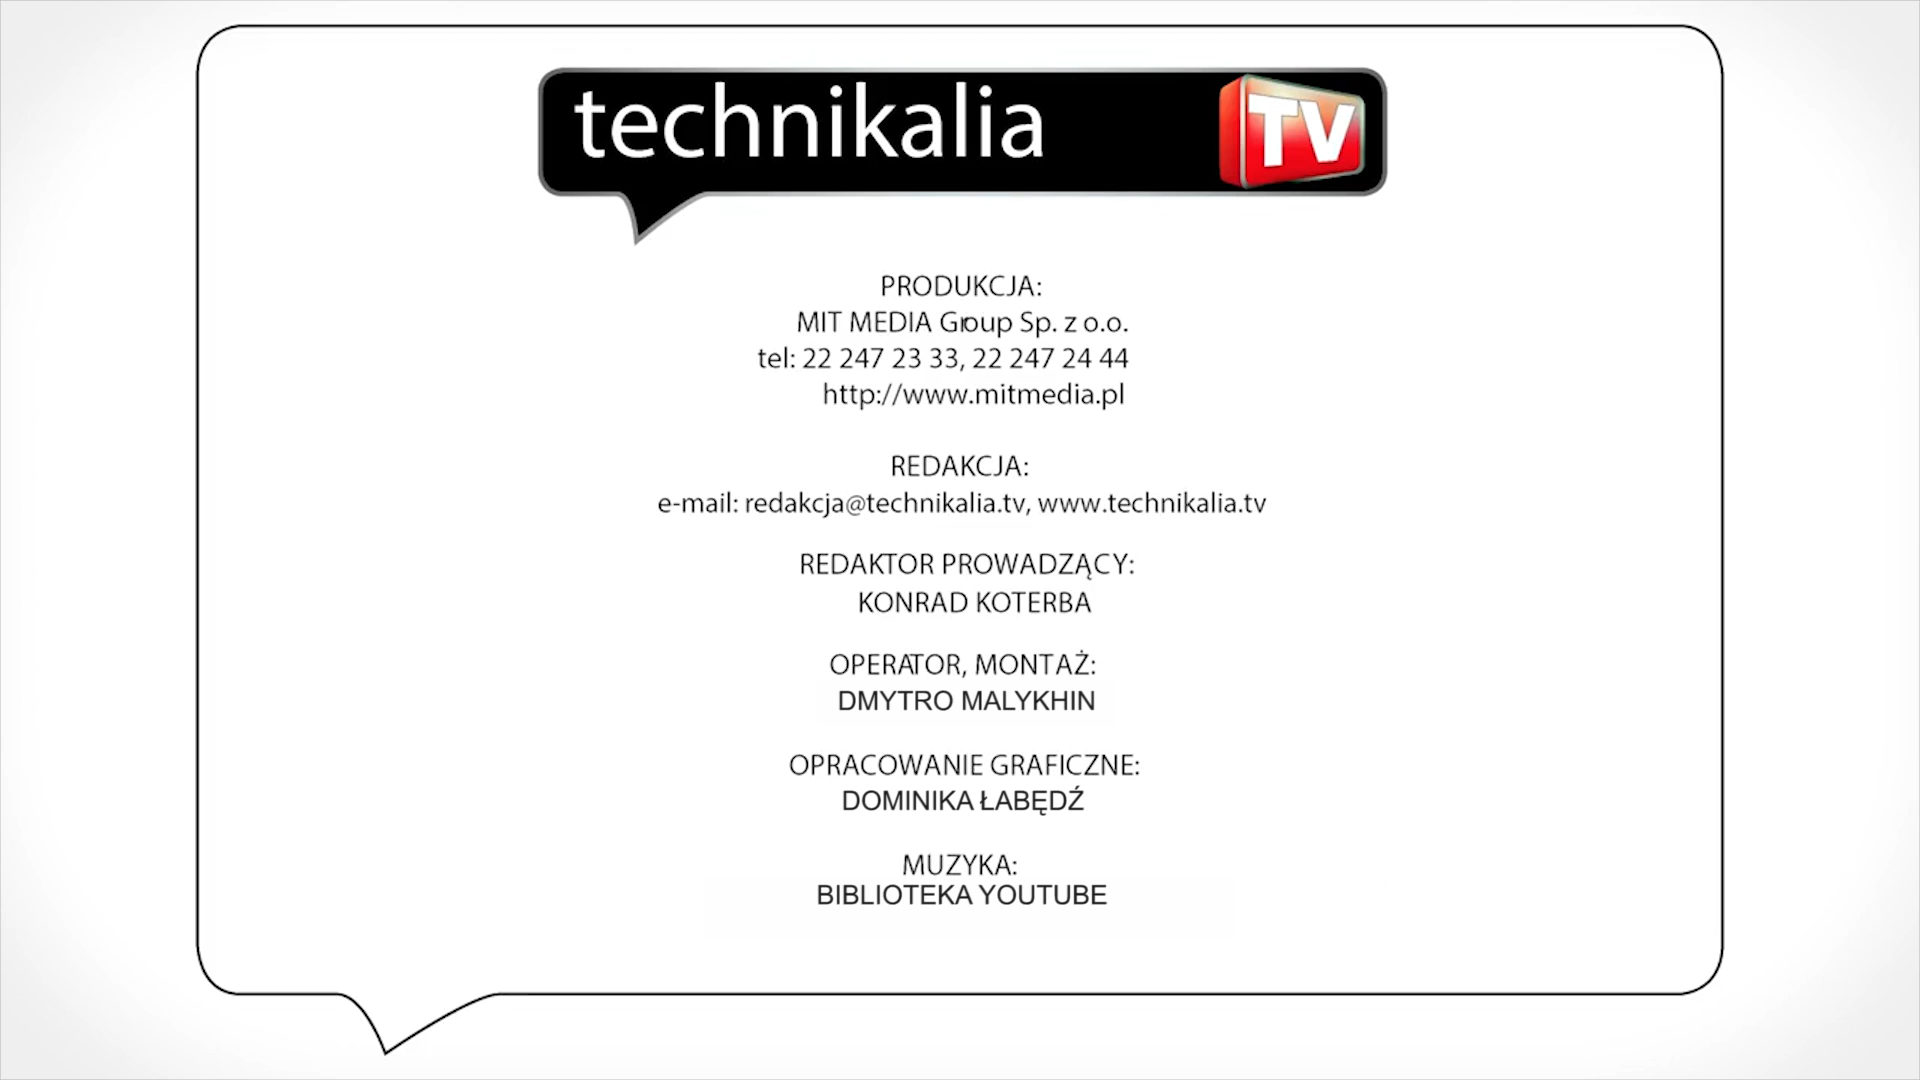 technikalia TV
PRODUKCJA:
MIT MEDIA Group Sp. z o.o.
tel: 22 247 23 33, 22 247 24 44
http://www.mitmedia.pl
REDAKCJA:
e-mail: redakcja@technikalia.tv, www.technikalia.tv
REDAKTOR PROWADZĄCY:
KONRAD KOTERBA
OPERATOR, MONTAŻ:
DMYTRO MALYKHIN
OPRACOWANIE GRAFICZNE:
DOMINIKA ŁABĘDŹ
MUZYKA:
BIBLIOTEKA YOUTUBE